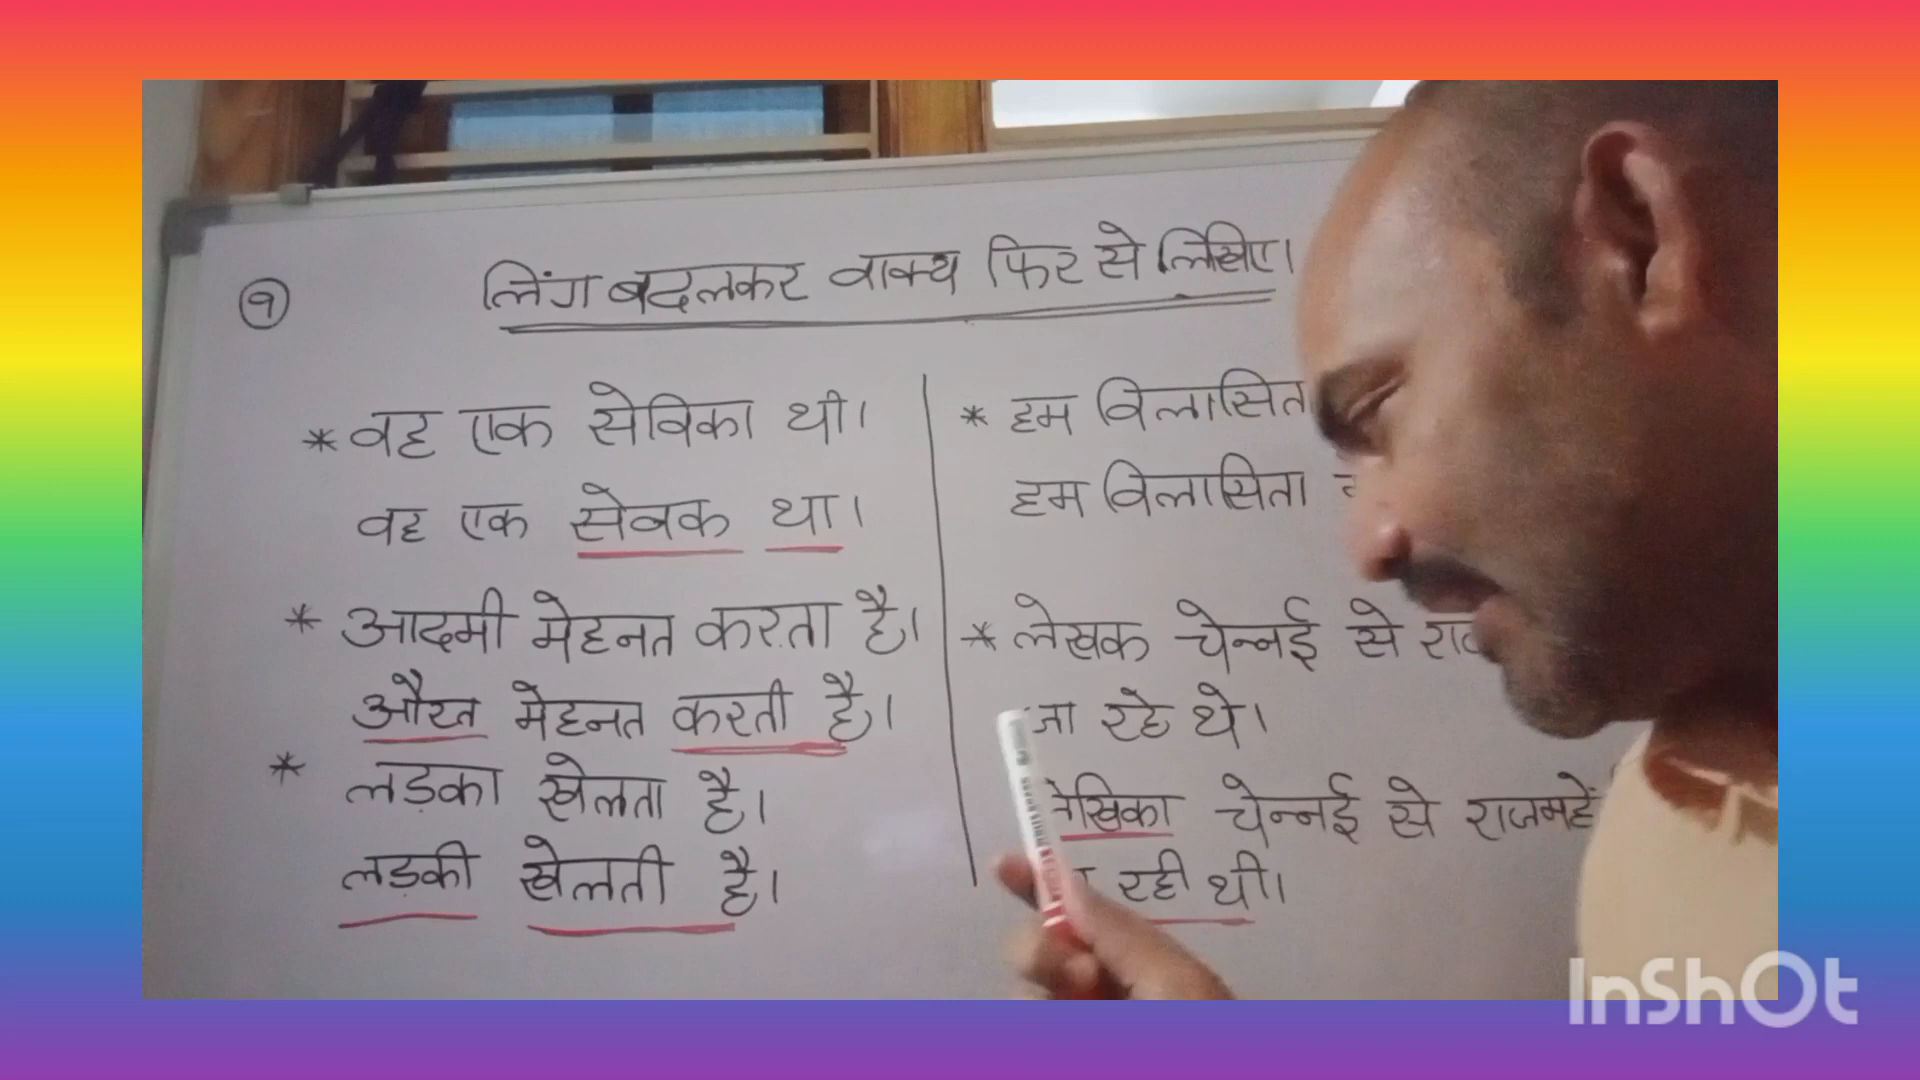 १
लिंग बदलकर वाक्य फिर से लिखिए।
* वह एक सेविका थी।
वह एक सेवक था।
* आदमी मेहनत करता है।
औरत मेहनत करती है।
* लड़का खेलता है।
लड़की खेलती है।
* हम विलासिता
हम विलासिता
* लेखक चेन्नई से
जा रहे थे।
लेखिका चेन्नई से
रही थी।
InShOt